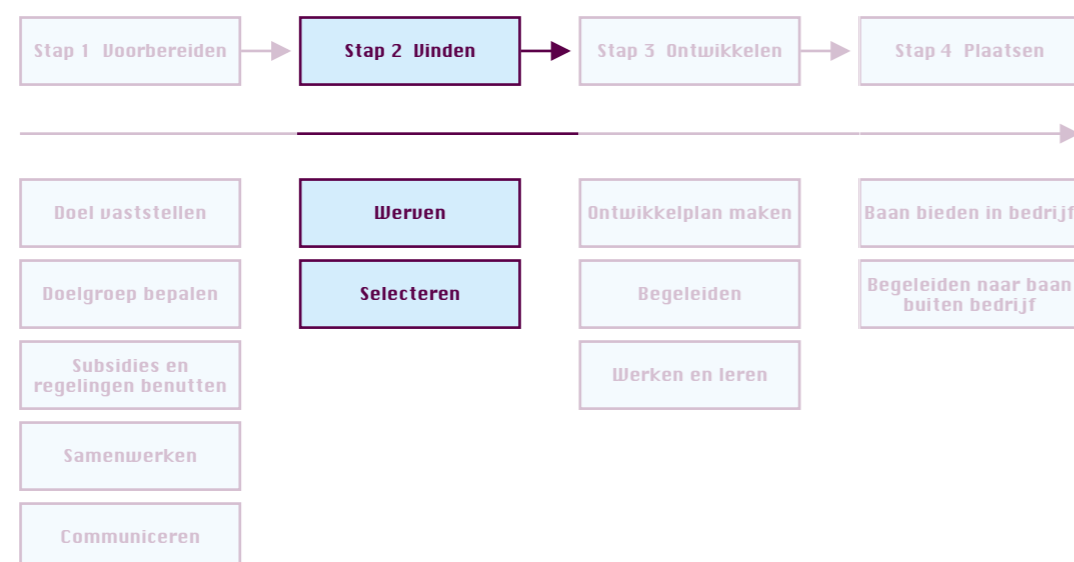 Stap 1 Voorbereiden
Stap 2 Vinden
Stap 3 Ontwikkelen
Stap 4 Plaatsen
Doel vaststellen
Werven
Ontwikkelplan maken
Baan bieden in bedrijf
Doelgroep bepalen
Selecteren
Begeleiden
Begeleiden naar baan
buiten bedrijf
Subsidies en
regelingen benutten
Werken en leren
Samenwerken
Communiceren